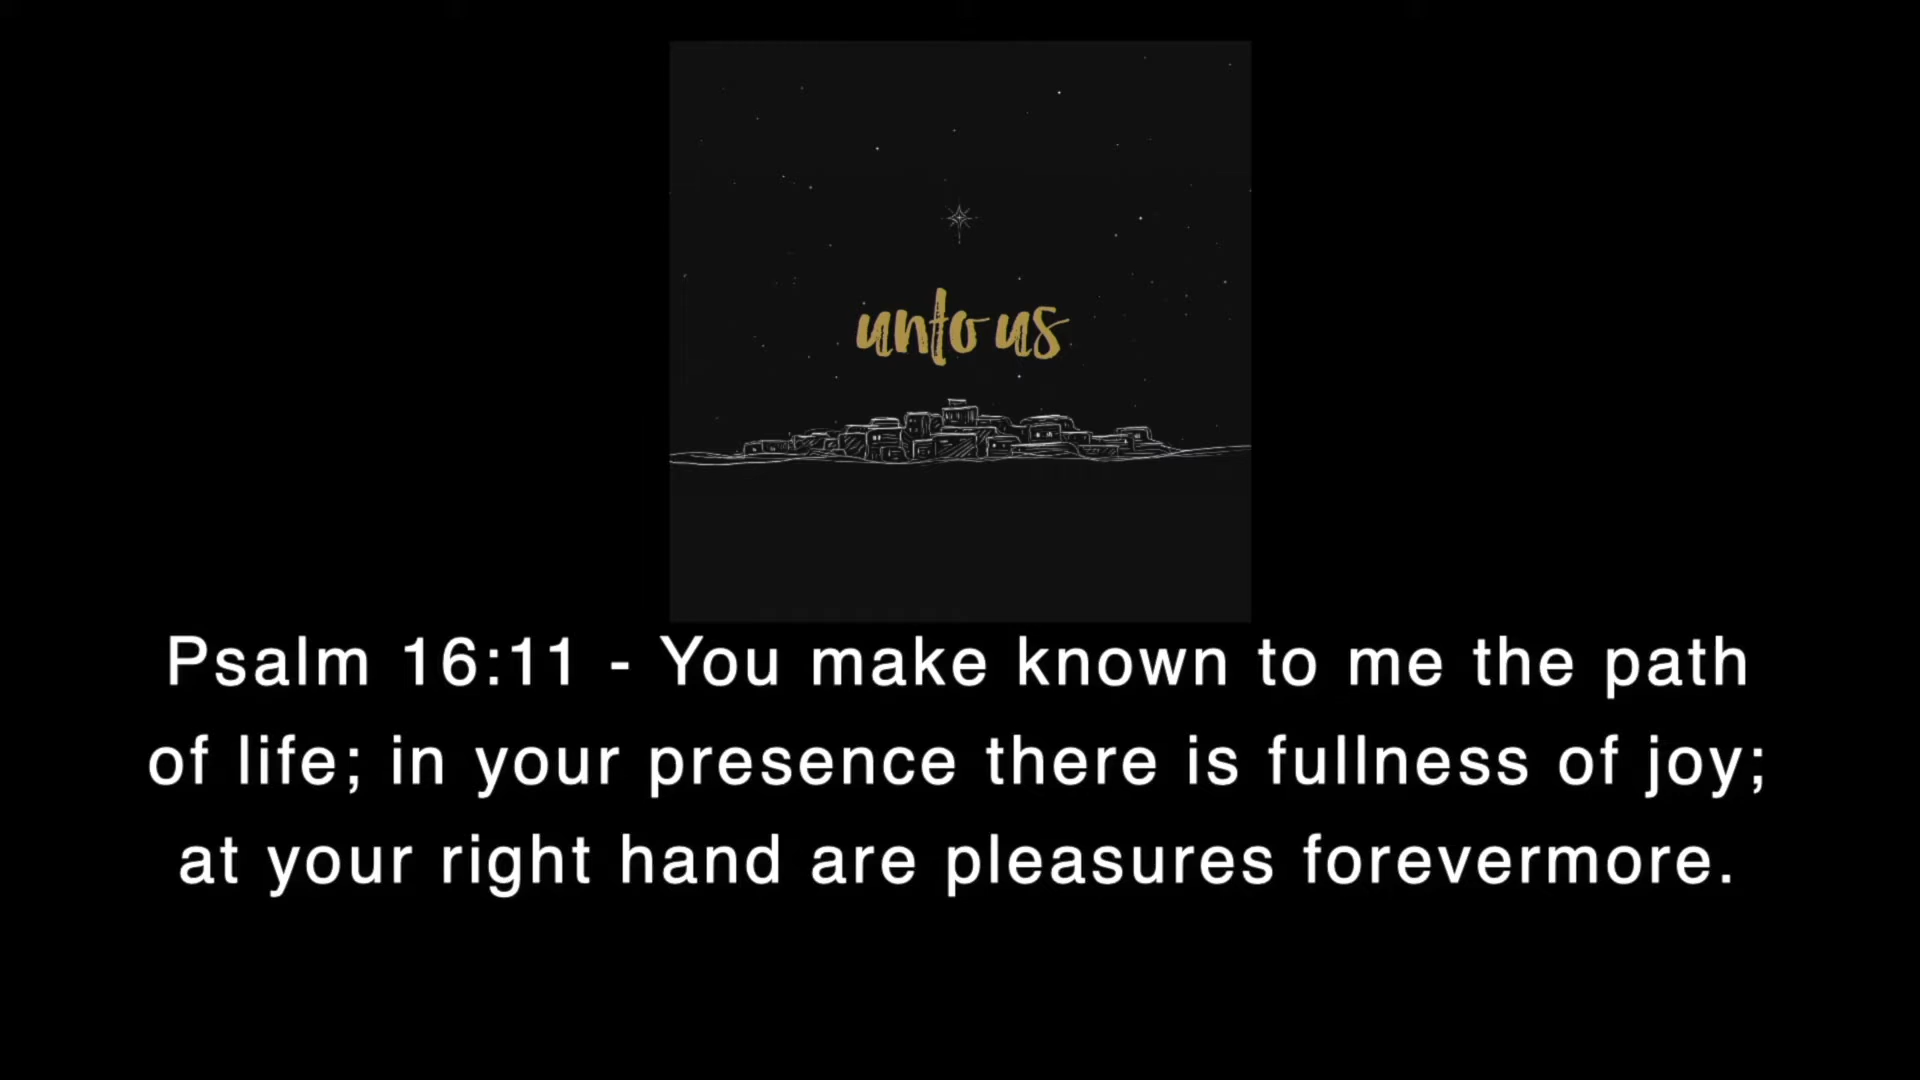 unto us
Psalm 16:11 - You make known to me the path
of life; in your presence there is fullness of joy;
at your right hand are pleasures forevermore.